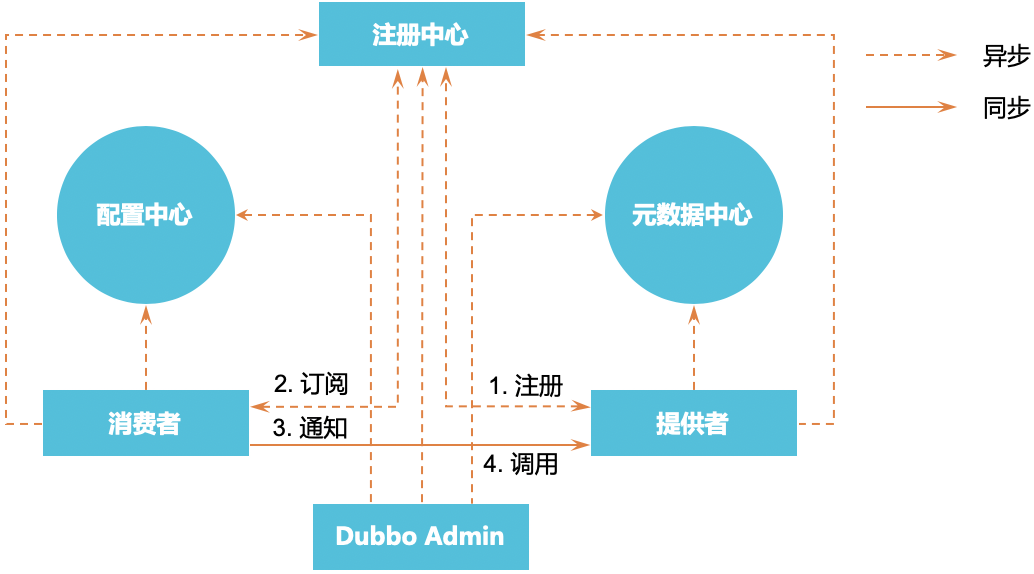 注册中心
异步
同步
配置中心
元数据中心
2. 订阅
1. 注册
消费者
3. 通知
提供者
4. 调用
Dubbo Admin